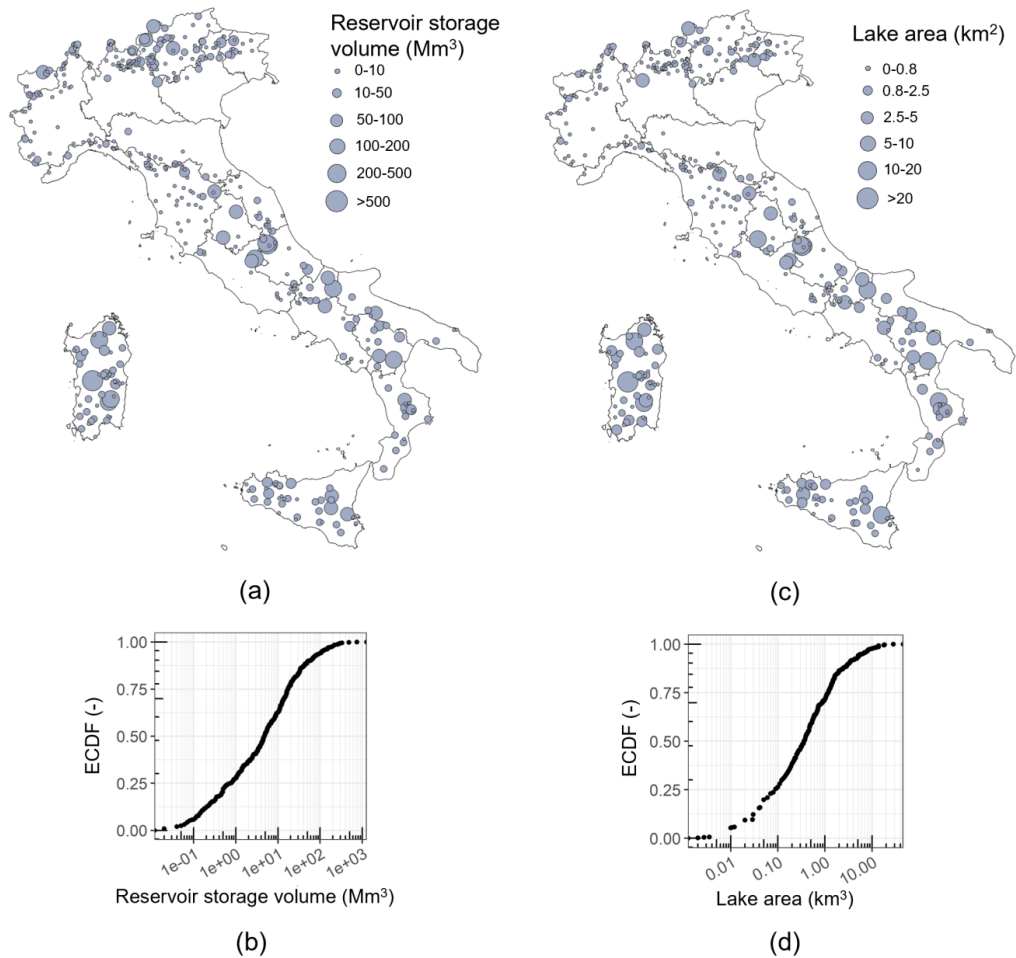 Reservoir storage
volume (Mm³)
0-10
10-50
50-100
100-200
200-500
>500
(a)
Lake area (km²)
0-0.8
0.8-2.5
2.5-5
5-10
10-20
>20
(c)
1.00
0.75
0.50
0.25
0.00
ECDF (-)
1e-01
1e+00
1e+01
1e+02
1e+03
Reservoir storage volume (Mm³)
(b)
1.00
0.75
0.50
0.25
0.00
ECDF (-)
0.01
0.10
1.00
10.00
Lake area (km³)
(d)